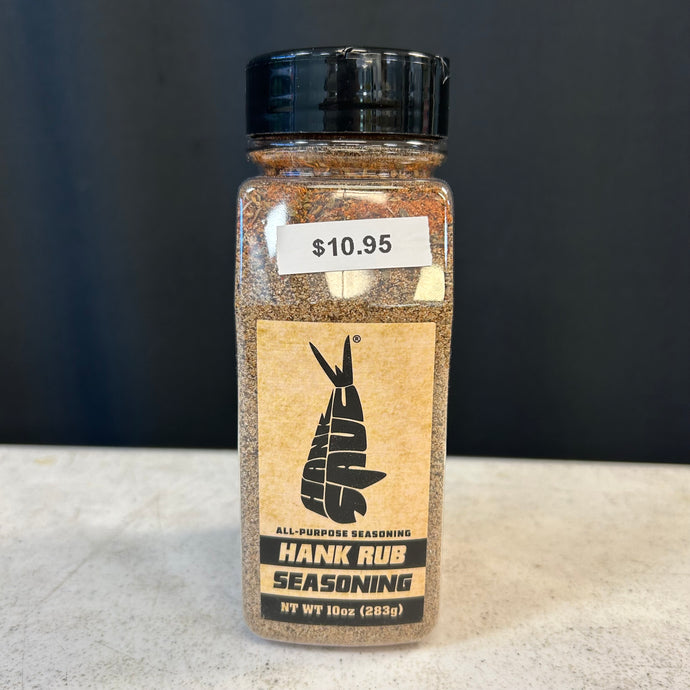 $10.95
®
HANK
SAUCE
ALL-PURPOSE SEASONING
HANK RUB
SEASONING
NT WT 10oz (283g)